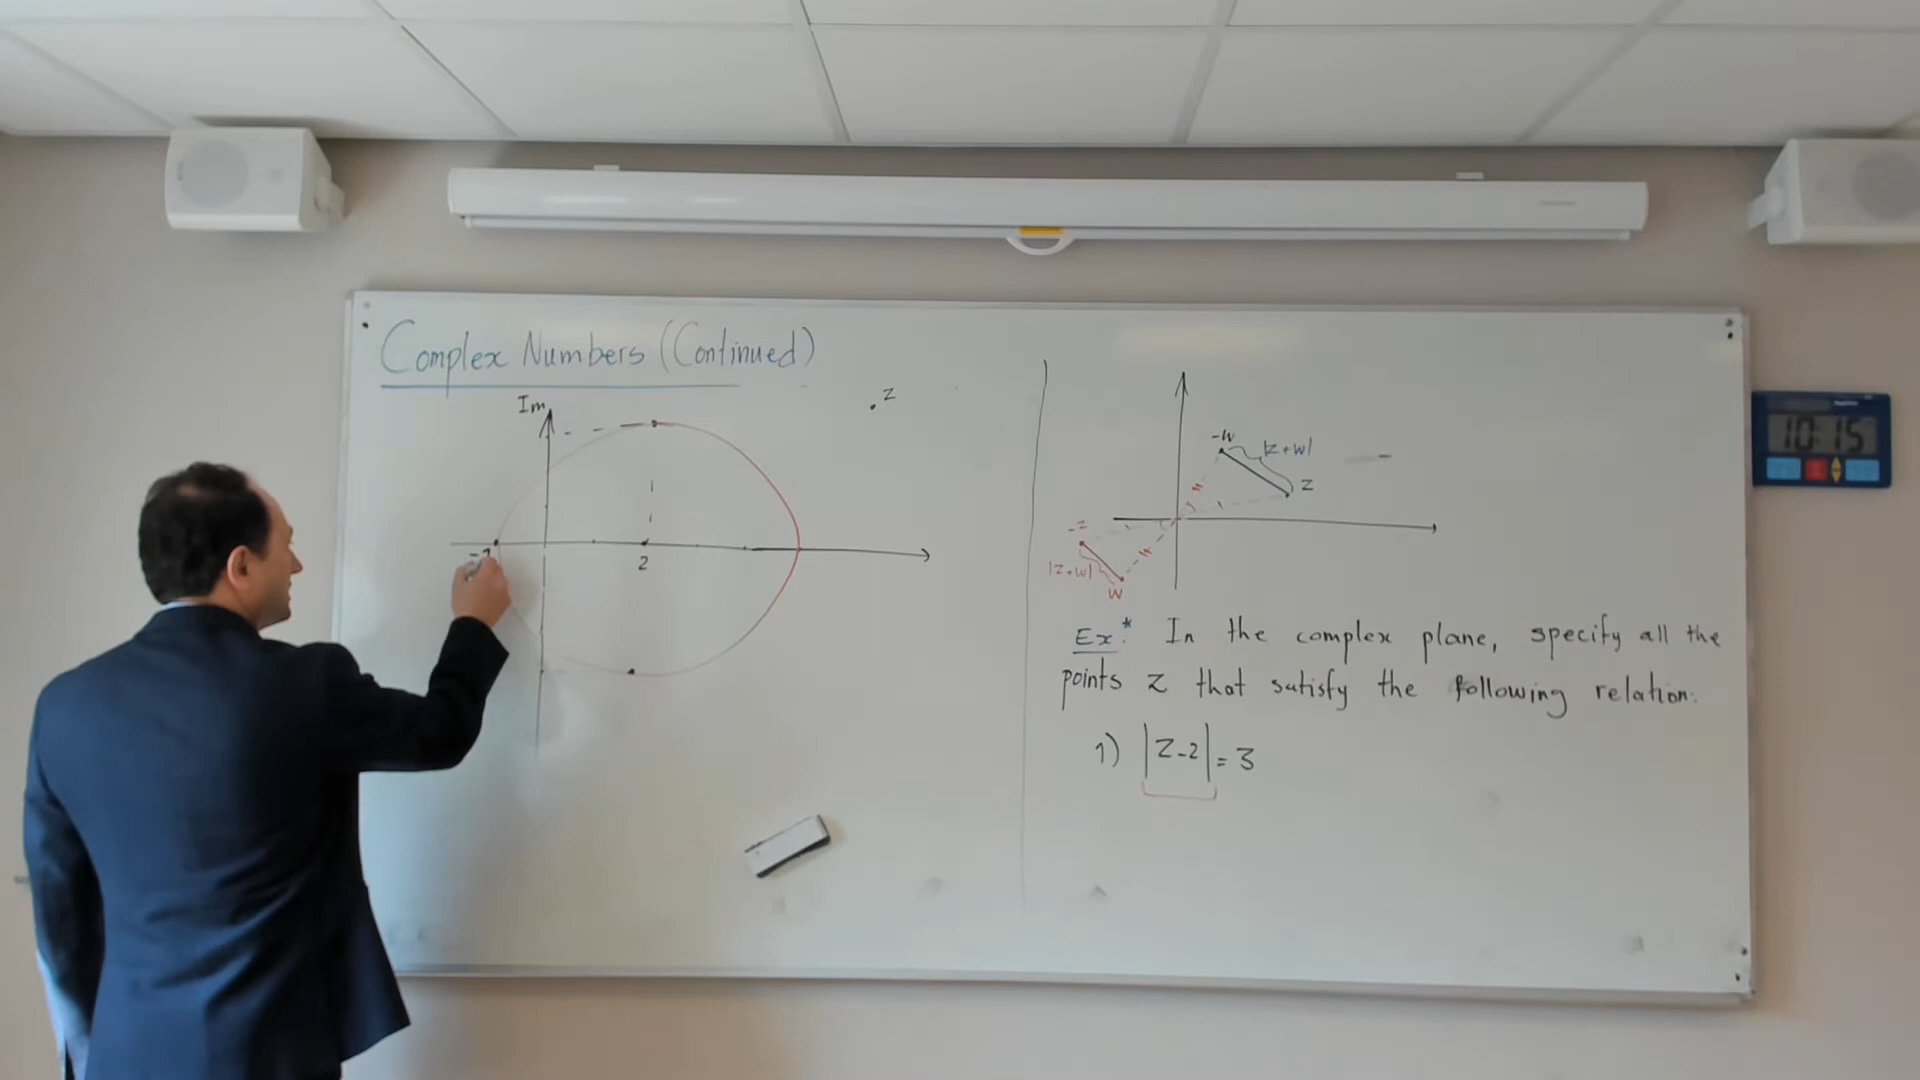 Complex Numbers (Continued)
Im
z
-1
2
-w
|z+w|
z
-z
|z+w|
w
Ex:* In the complex plane, specify all the
points z that satisfy the following relation:
1) |z-2| = 3
10:15